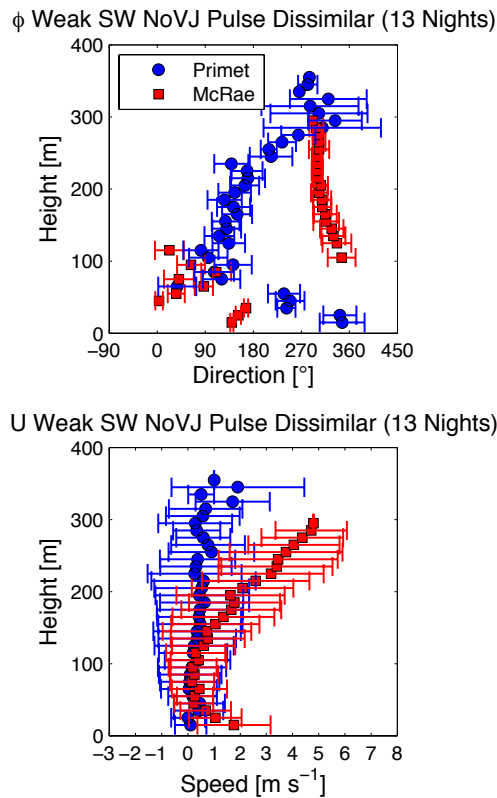 ϕ Weak SW NoVJ Pulse Dissimilar (13 Nights)
400
300
200
100
0
Height [m]
Primet
McRae
−90 0 90 180 270 360 450
Direction [°]
U Weak SW NoVJ Pulse Dissimilar (13 Nights)
400
300
200
100
0
Height [m]
−3 −2 −1 0 1 2 3 4 5 6 7 8
Speed [m s⁻¹]